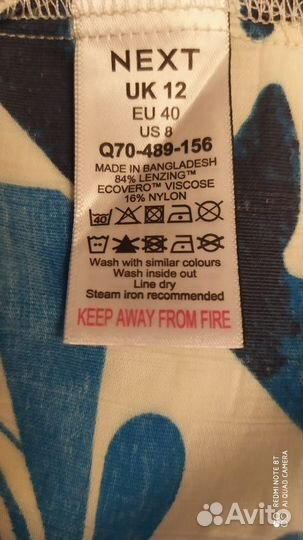 NEXT
UK 12
EU 40
US 8
Q70-489-156
MADE IN BANGLADESH
84% LENZING™
ECOVERO™ VISCOSE
16% NYLON
40
Wash with similar colours
Wash inside out
Line dry
Steam iron recommended
KEEP AWAY FROM FIRE
REDMI NOTE 8T
AI QUAD CAMERA
Avito